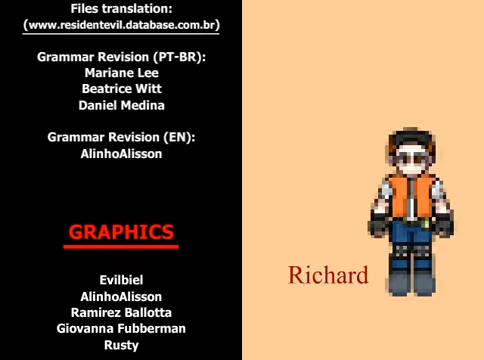 Files translation:
(www.residentevil.database.com.br)
Grammar Revision (PT-BR):
Mariane Lee
Beatrice Witt
Daniel Medina
Grammar Revision (EN):
AlinhoAlisson
GRAPHICS
Evilbiel
AlinhoAlisson
Ramirez Ballotta
Giovanna Fubberman
Rusty
Richard